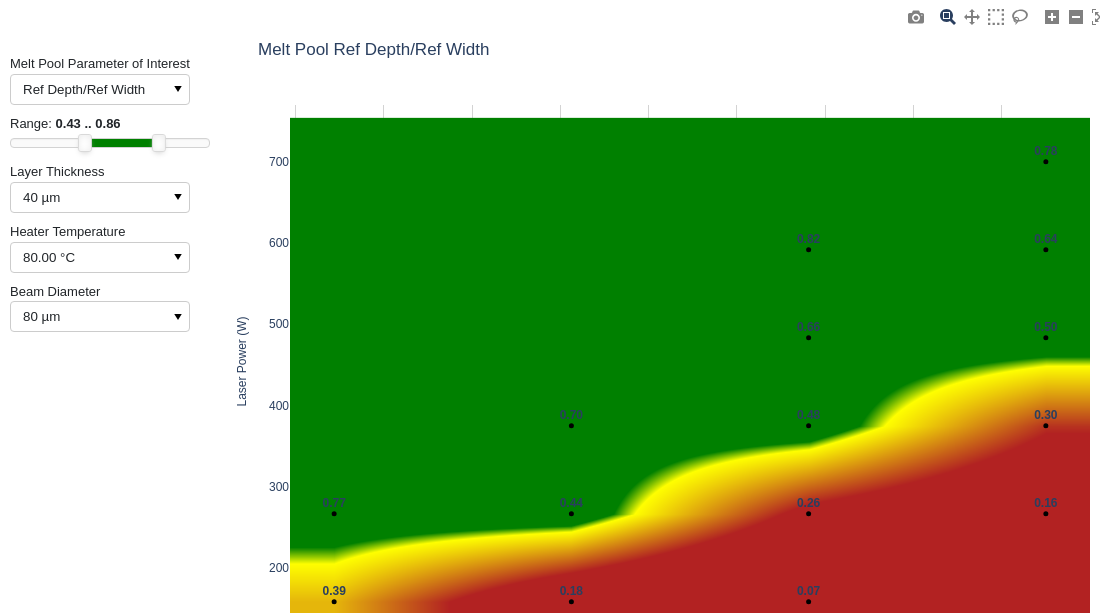 Melt Pool Ref Depth/Ref Width
Melt Pool Parameter of Interest
Ref Depth/Ref Width
Range: 0.43 .. 0.86
Layer Thickness
40 µm
Heater Temperature
80.00 °C
Beam Diameter
80 µm
Laser Power (W)
700
600
500
400
300
200
0.78
0.92
0.64
0.66
0.50
0.70
0.48
0.30
0.77
0.44
0.26
0.16
0.39
0.18
0.07